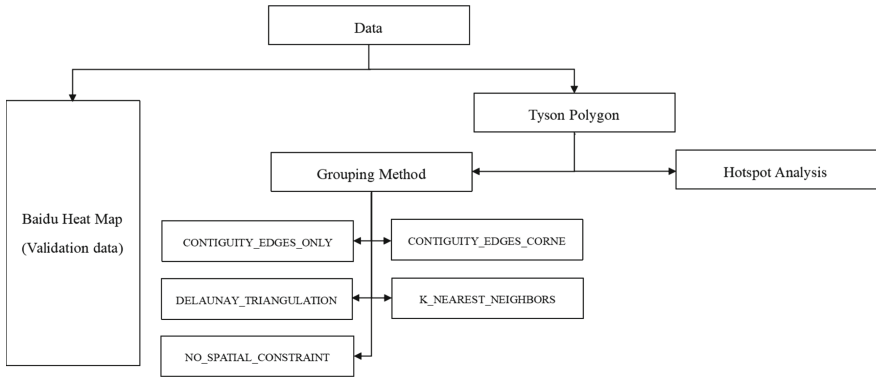 Data
Tyson Polygon
Grouping Method
Hotspot Analysis
Baidu Heat Map
(Validation data)
CONTIGUITY_EDGES_ONLY
CONTIGUITY_EDGES_CORNE
DELAUNAY_TRIANGULATION
K_NEAREST_NEIGHBORS
NO_SPATIAL_CONSTRAINT